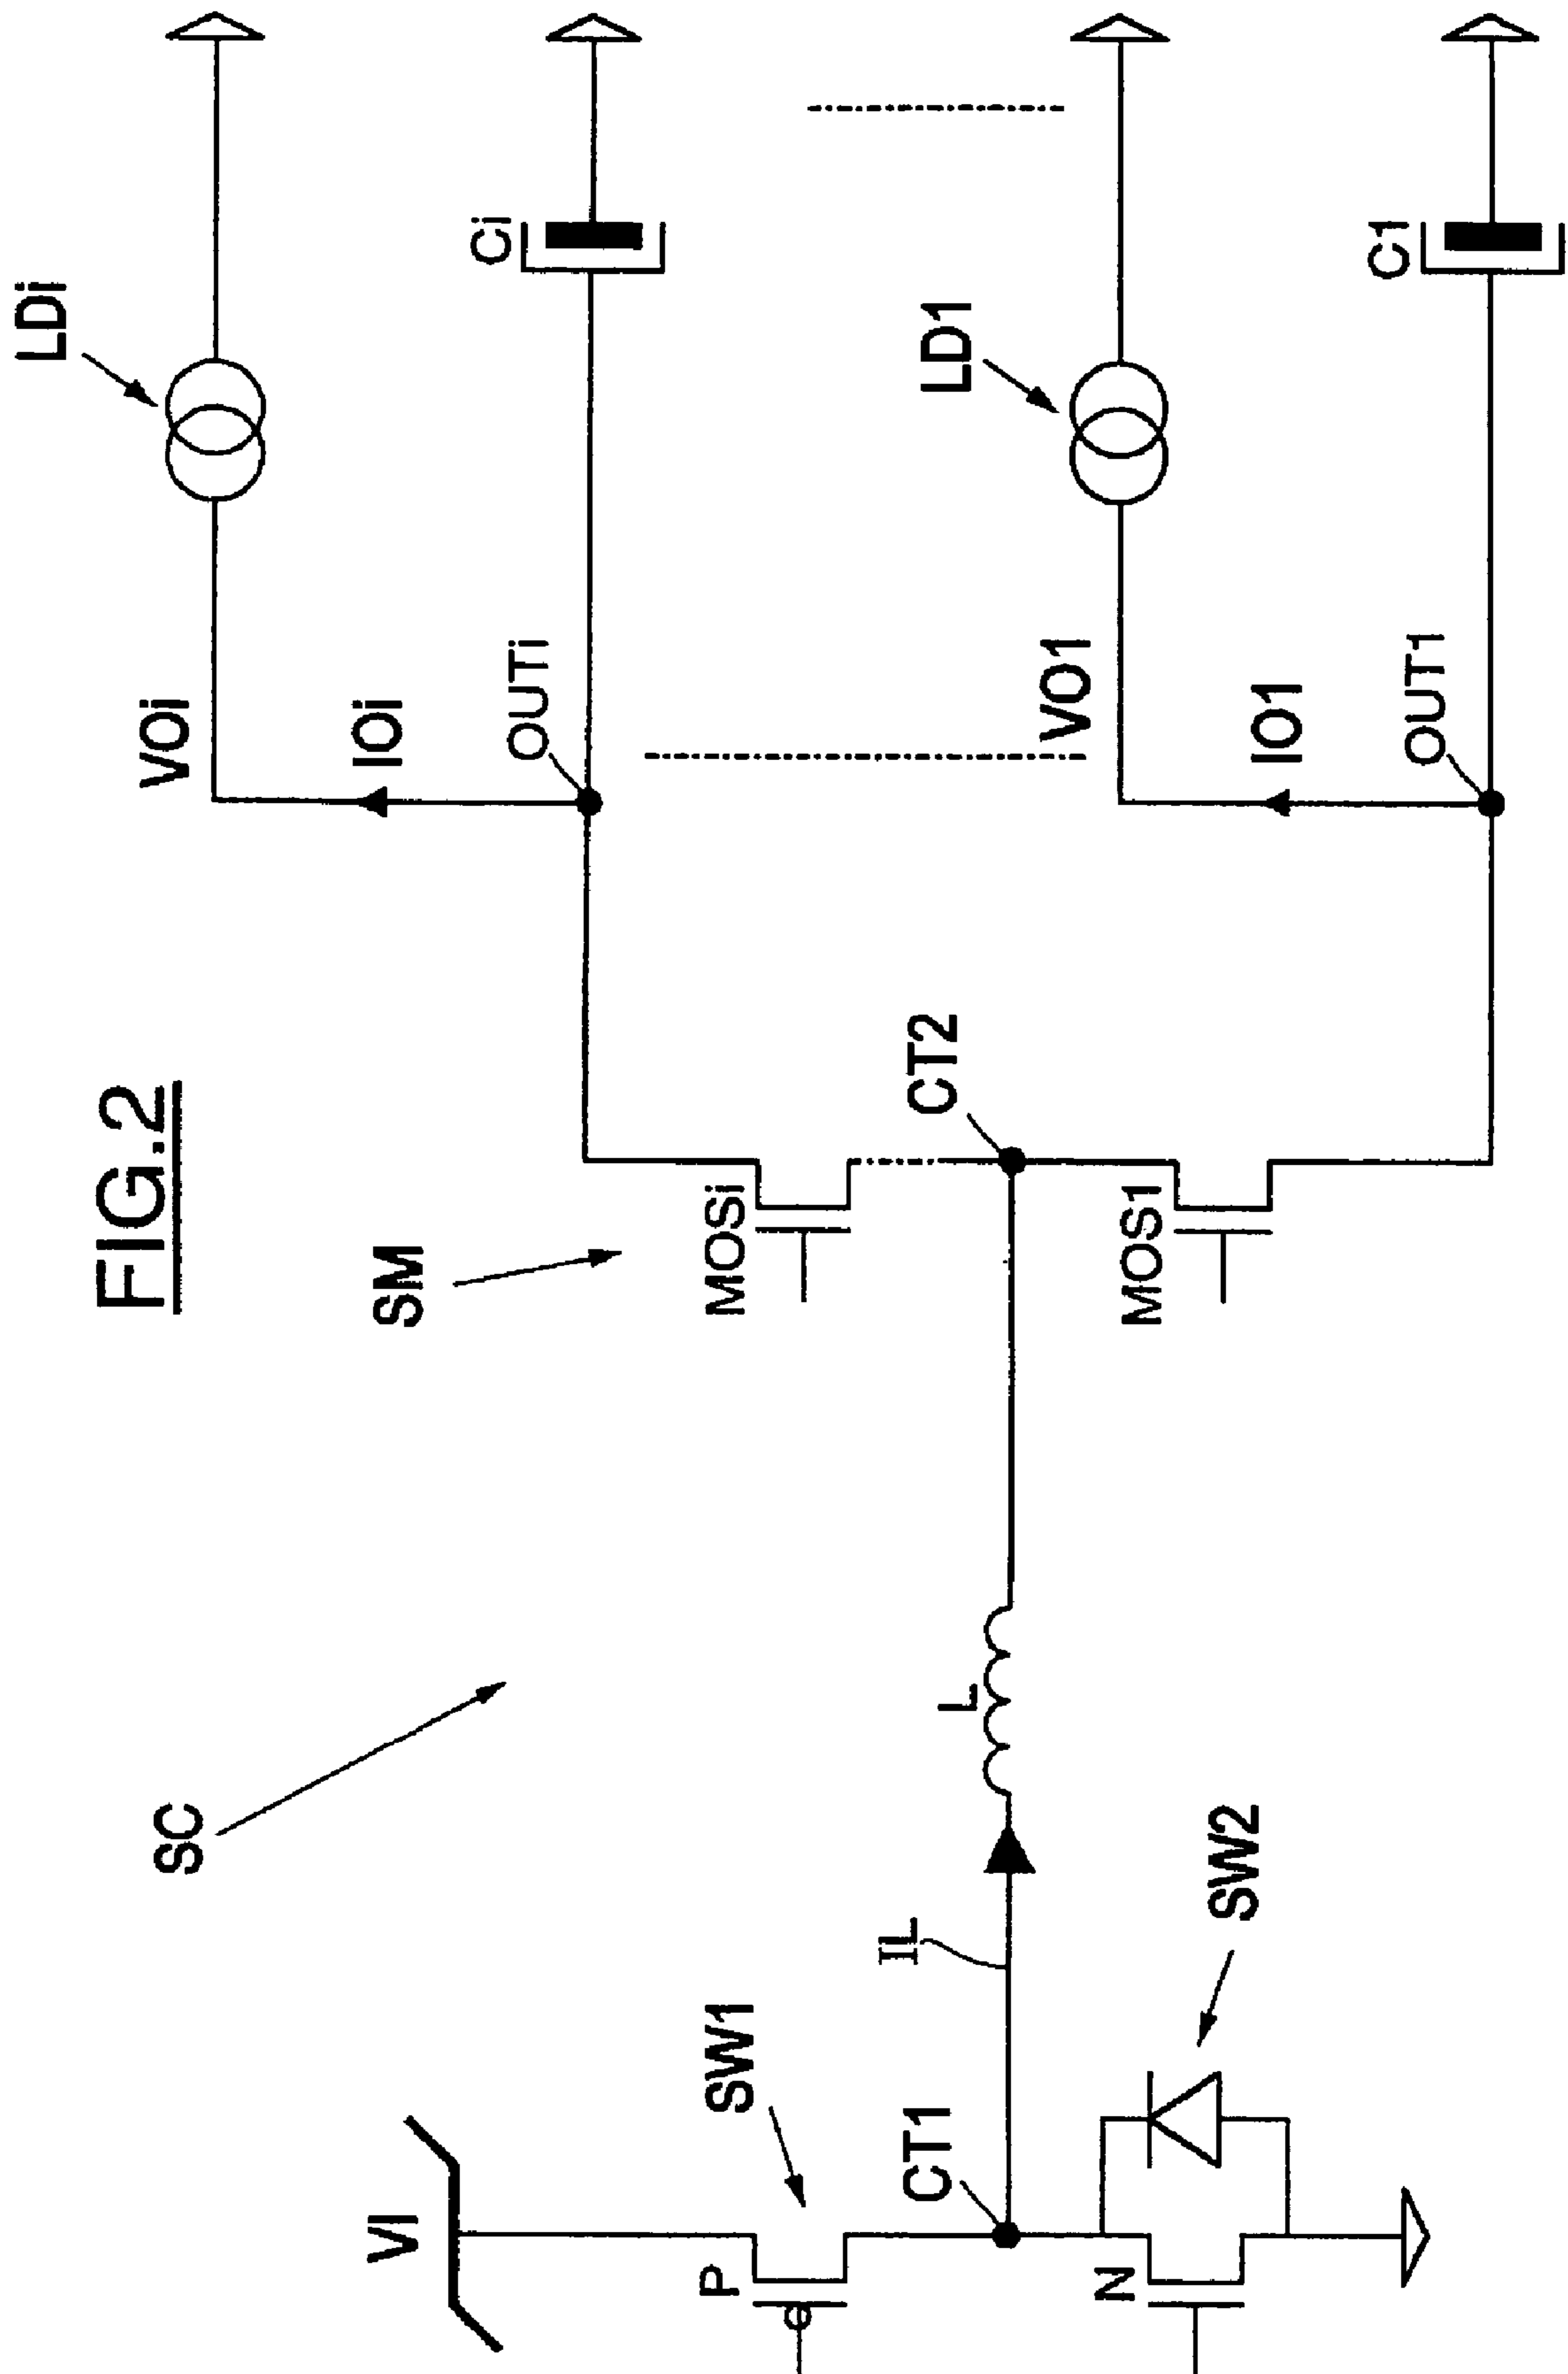 FIG.2
SC
VI
SW1
P
CT1
N
SW2
IL
L
SM
MOSi
CT2
MOS1
VOi
IOi
OUTi
LDi
Ci
VO1
IO1
OUT1
LD1
C1